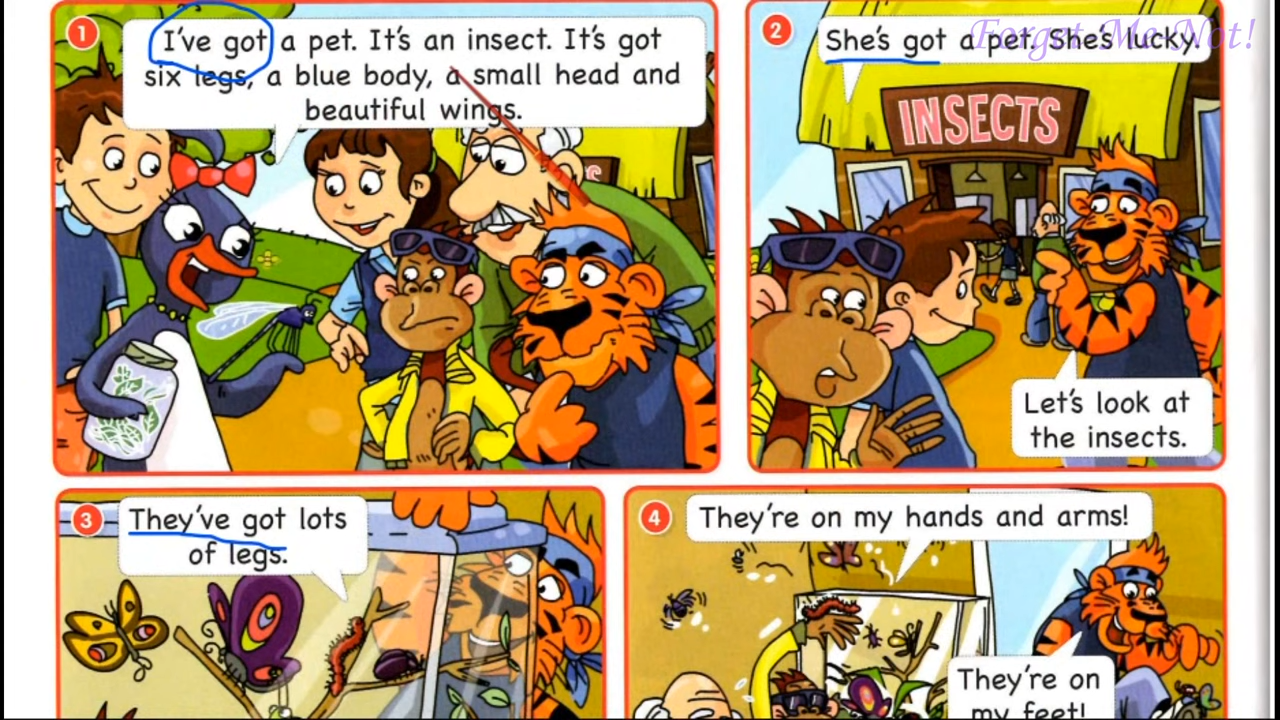 1
I've got a pet. It's an insect. It's got
six legs, a blue body, a small head and
beautiful wings.
2
She's got a pet. She's lucky.
Forget Me Not!
INSECTS
S
Let's look at
the insects.
3
They've got lots
of legs.
4
They're on my hands and arms!
They're on
my feet!